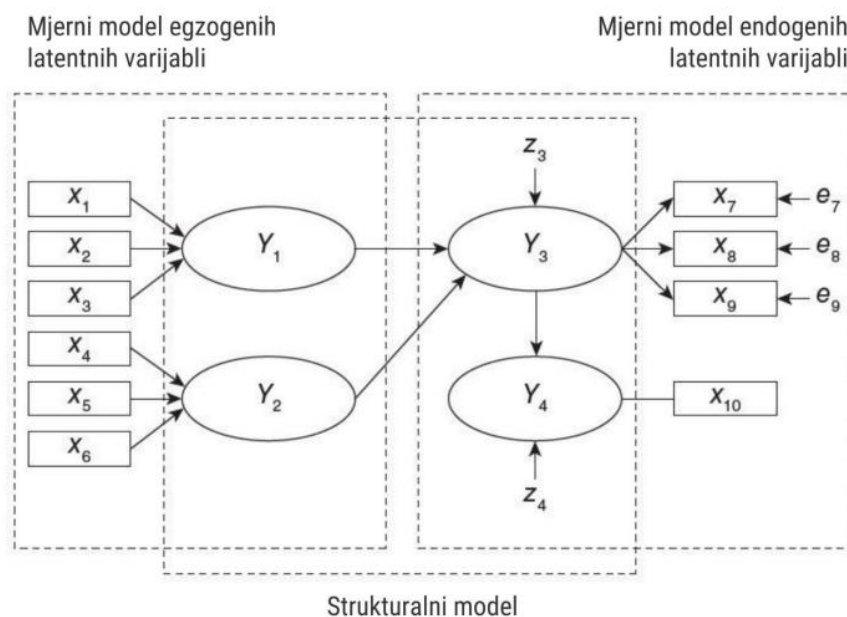 Mjerni model egzogenih
latentnih varijabli
Mjerni model endogenih
latentnih varijabli
z₃
x₁
x₂
x₃
x₄
x₅
x₆
Y₁
Y₂
Y₃
Y₄
x₇
e₇
x₈
e₈
x₉
e₉
x₁₀
z₄
Strukturalni model